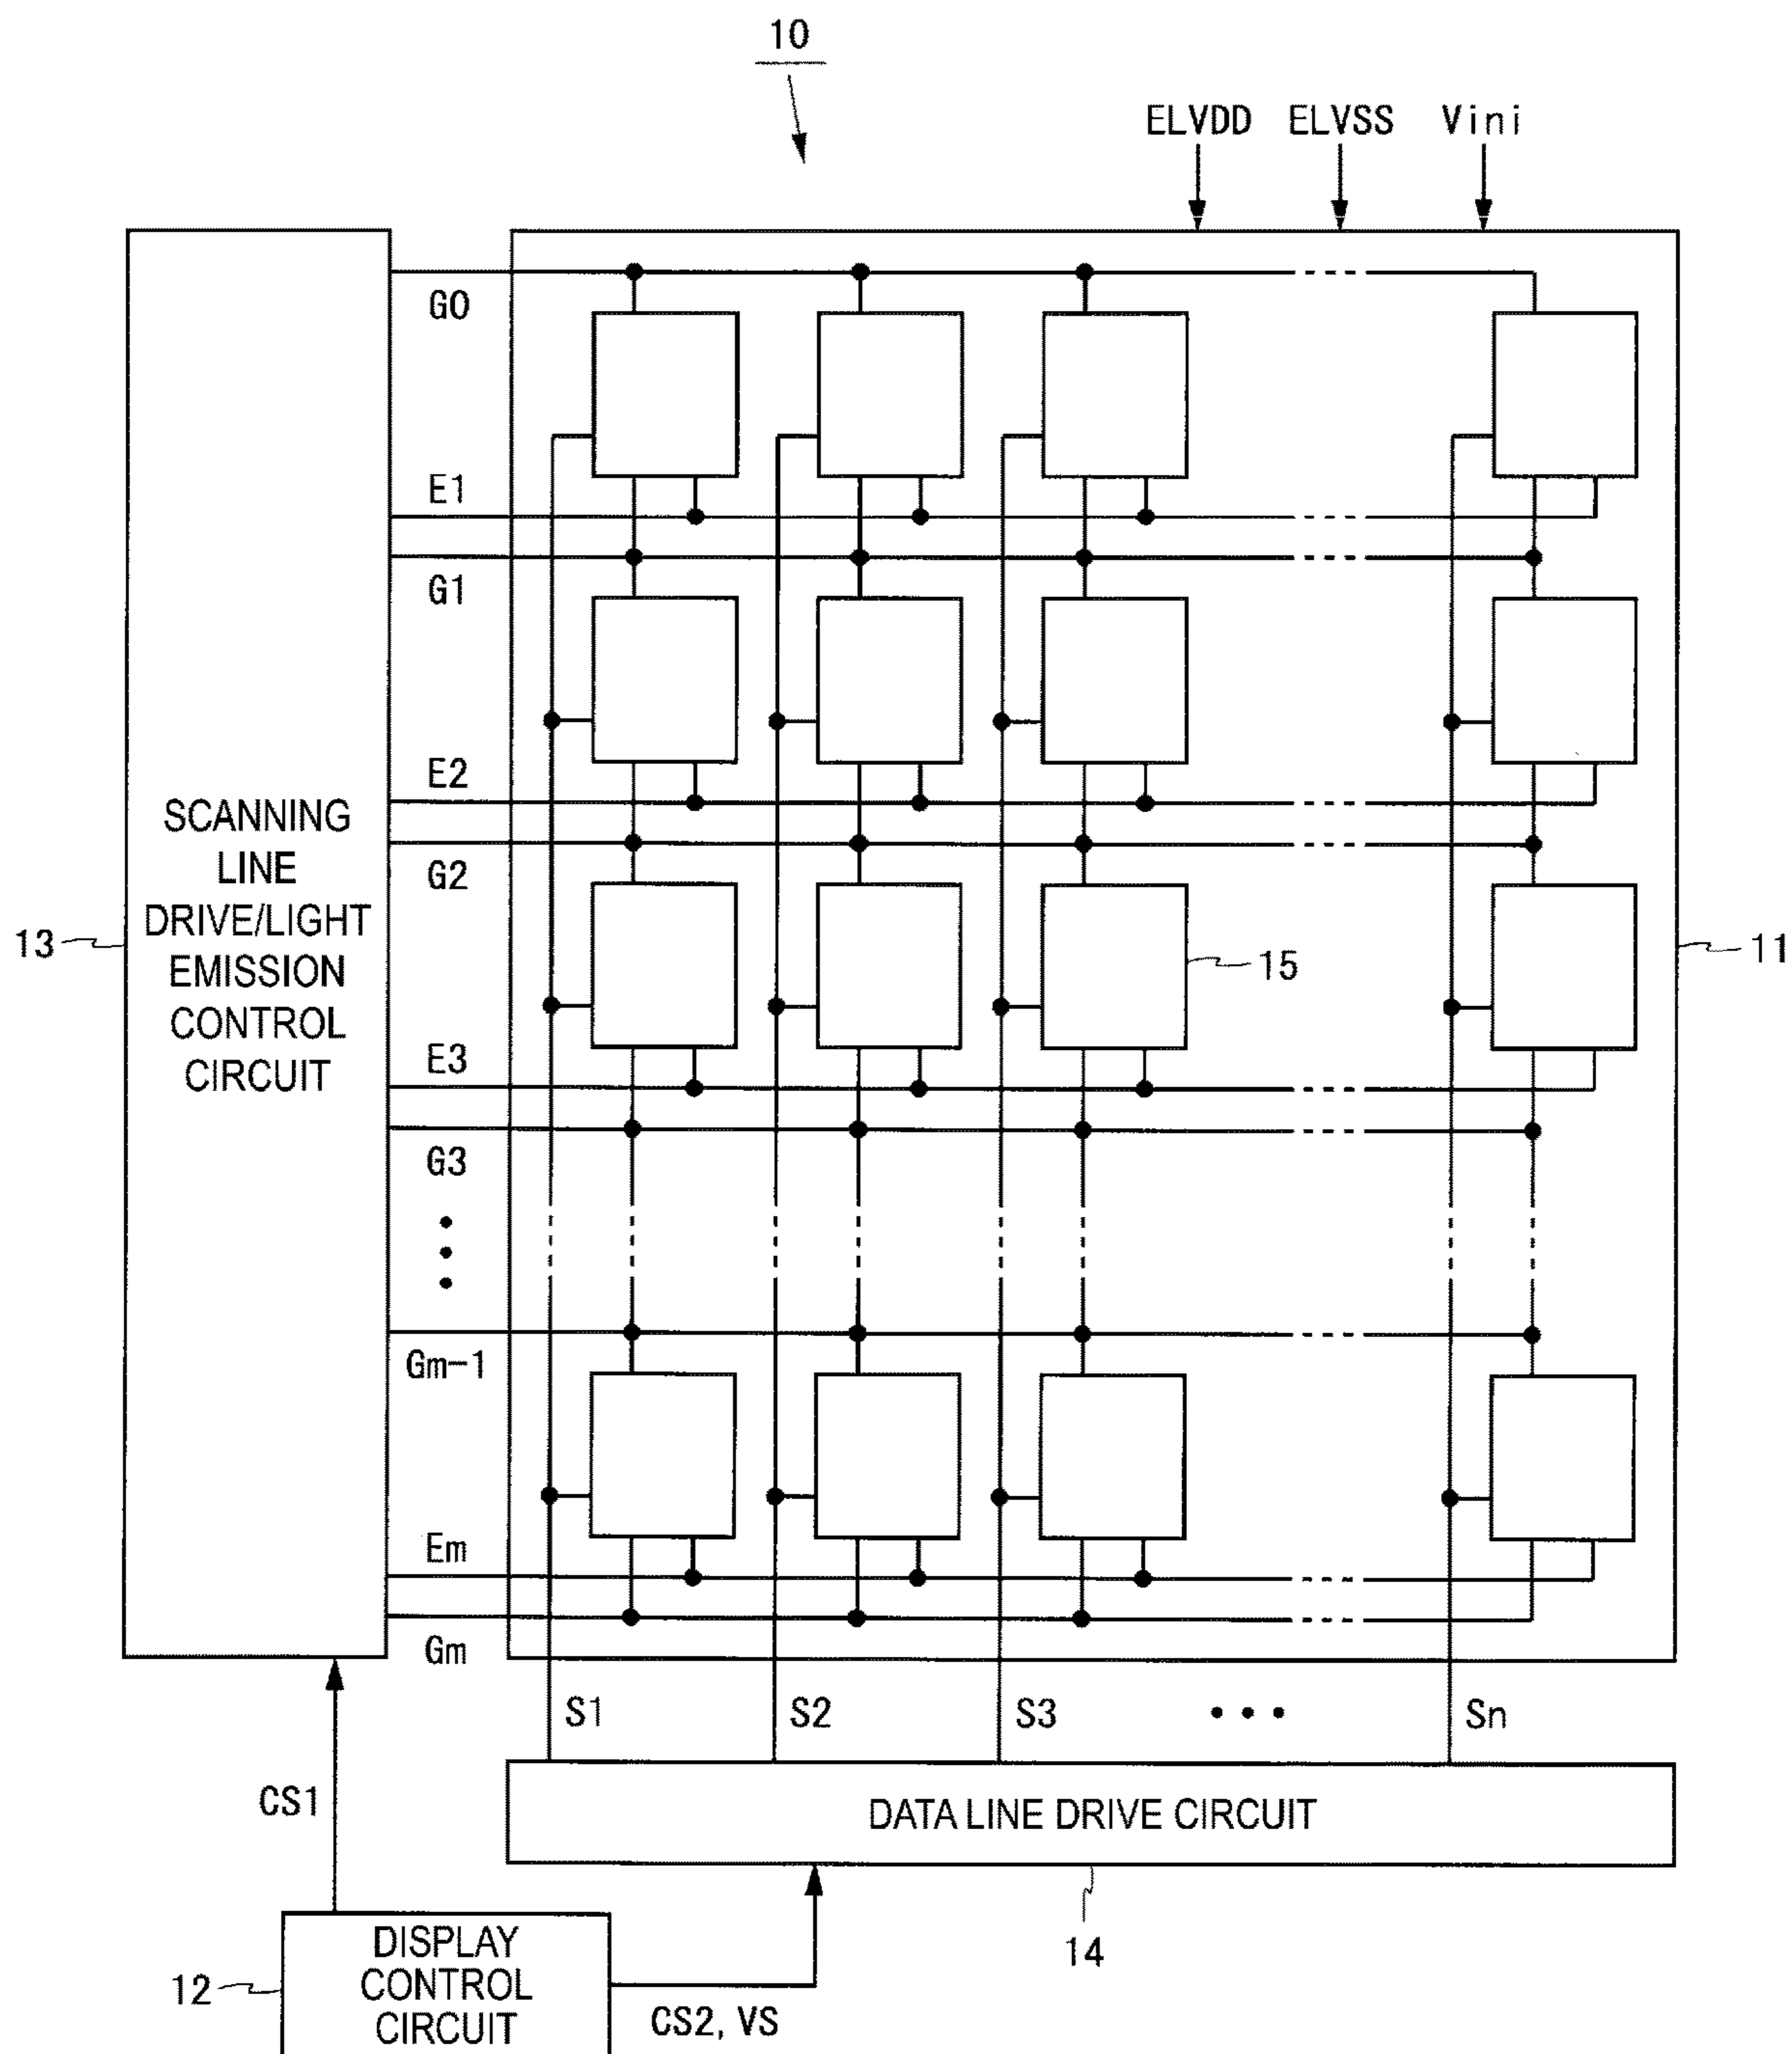 10
ELVDD ELVSS Vini
G0
E1
G1
E2
G2
E3
G3
Gm-1
Em
Gm
SCANNING
LINE
DRIVE/LIGHT
EMISSION
CONTROL
CIRCUIT
13
15
11
S1 S2 S3 Sn
CS1
DATA LINE DRIVE CIRCUIT
14
DISPLAY
CONTROL
CIRCUIT
12
CS2, VS